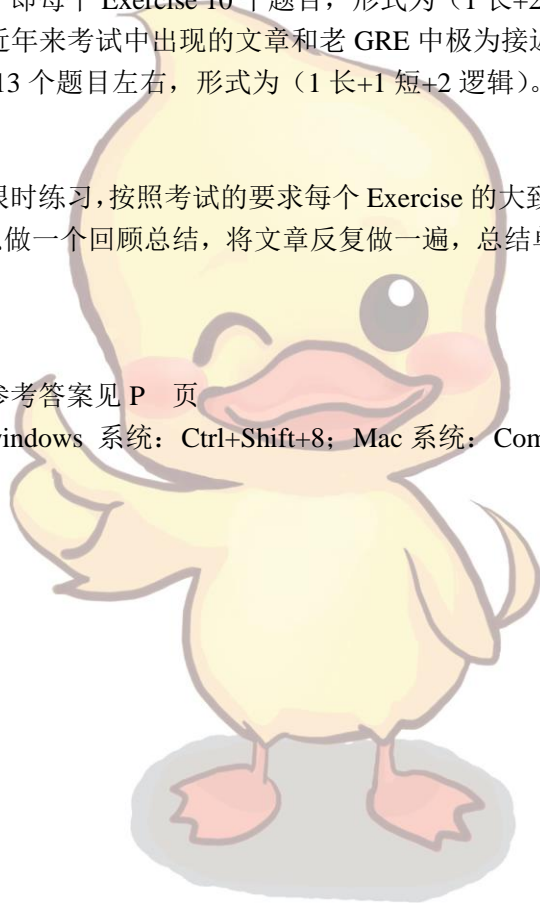 即每个 Exercise 10 个题目，形式为（1 长+2
近年来考试中出现的文章和老 GRE 中极为接近
13 个题目左右，形式为（1 长+1 短+2 逻辑）。
限时练习，按照考试的要求每个 Exercise 的大致
做一个回顾总结，将文章反复做一遍，总结单
参考答案见 P 页
windows 系统：Ctrl+Shift+8；Mac 系统：Com